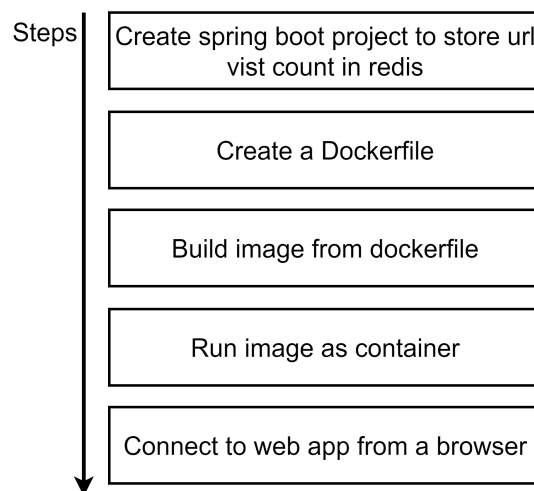 Steps
Create spring boot project to store url
vist count in redis
Create a Dockerfile
Build image from dockerfile
Run image as container
Connect to web app from a browser